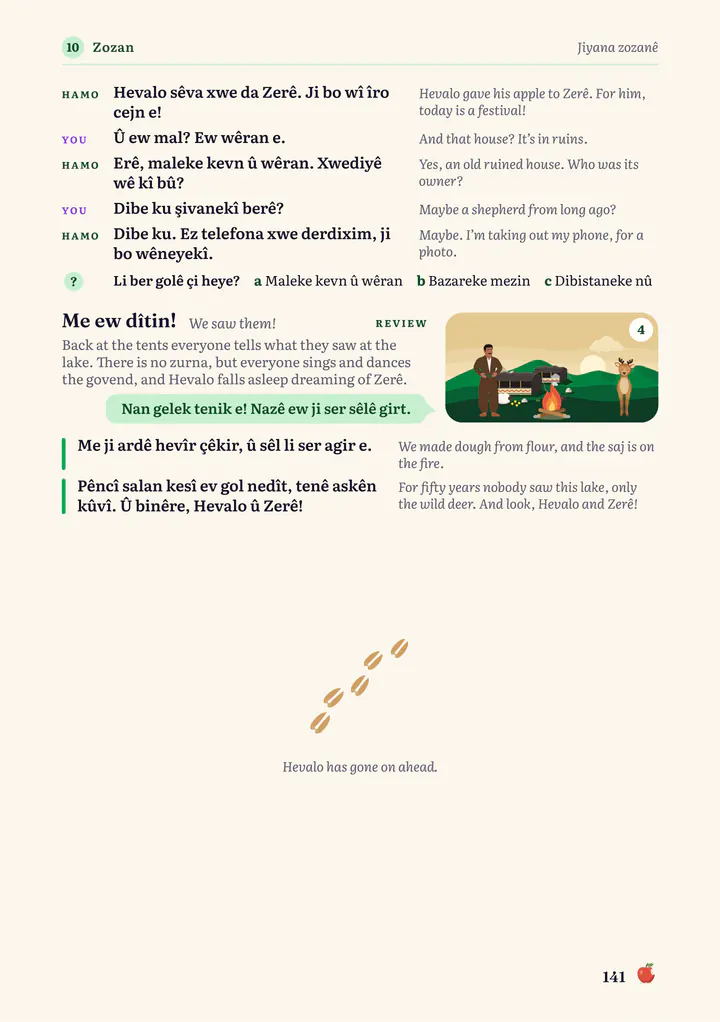 10 Zozan
Jiyana zozanê
HAMO
Hevalo sêva xwe da Zerê. Ji bo wî îro
cejn e!
Hevalo gave his apple to Zerê. For him,
today is a festival!
YOU
Û ew mal? Ew wêran e.
And that house? It's in ruins.
HAMO
Erê, maleke kevn û wêran. Xwediyê
wê kî bû?
Yes, an old ruined house. Who was its
owner?
YOU
Dibe ku şivanekî berê?
Maybe a shepherd from long ago?
HAMO
Dibe ku. Ez telefona xwe derdixim, ji
bo wêneyekî.
Maybe. I'm taking out my phone, for a
photo.
? Li ber golê çi heye? a Maleke kevn û wêran b Bazareke mezin c Dibistaneke nû
Me ew dîtin! We saw them! REVIEW
4
Back at the tents everyone tells what they saw at the
lake. There is no zurna, but everyone sings and dances
the govend, and Hevalo falls asleep dreaming of Zerê.
Nan gelek tenik e! Nazê ew ji ser sêlê girt.
Me ji ardê hevîr çêkir, û sêl li ser agir e.
We made dough from flour, and the saj is on
the fire.
Pêncî salan kesî ev gol nedît, tenê askên
kûvî. Û binêre, Hevalo û Zerê!
For fifty years nobody saw this lake, only
the wild deer. And look, Hevalo and Zerê!
Hevalo has gone on ahead.
141